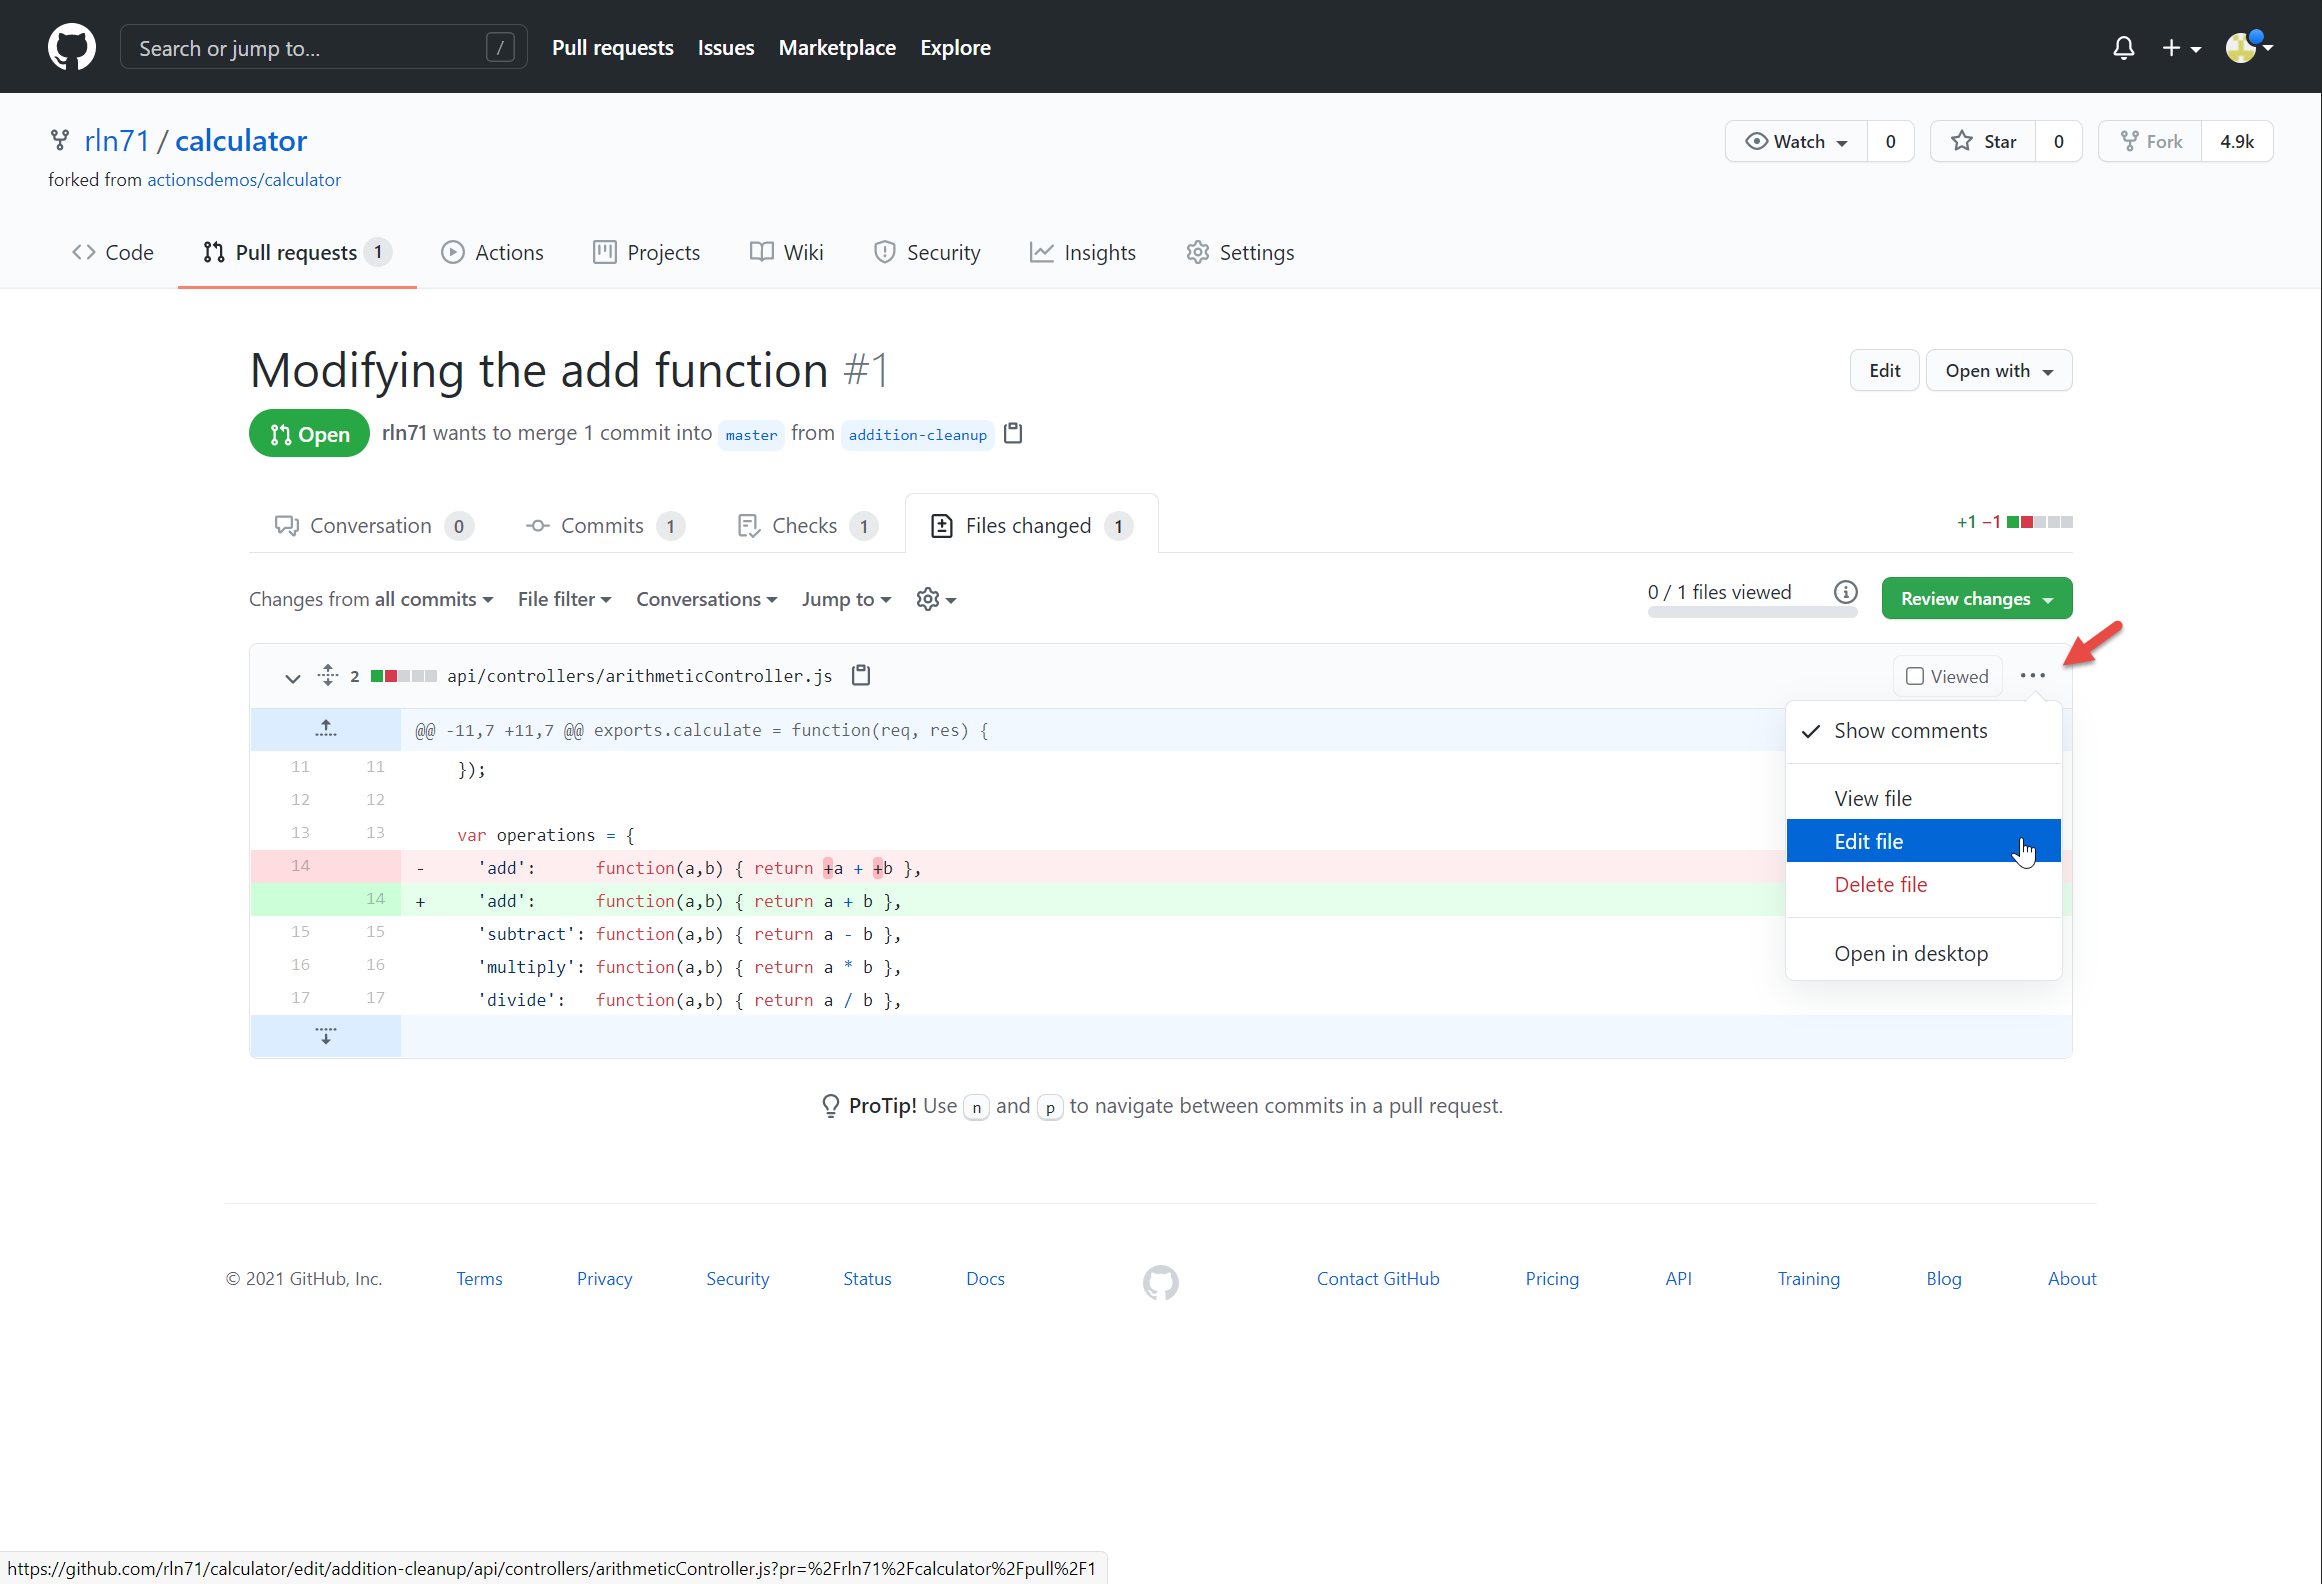 Search or jump to... / Pull requests Issues Marketplace Explore
rln71 / calculator
Watch 0 Star 0 Fork 4.9k
forked from actionsdemos/calculator
Code Pull requests 1 Actions Projects Wiki Security Insights Settings
Modifying the add function #1
Edit Open with
Open rln71 wants to merge 1 commit into master from addition-cleanup
Conversation 0 Commits 1 Checks 1 Files changed 1 +1 −1
Changes from all commits File filter Conversations Jump to 0 / 1 files viewed Review changes
2 api/controllers/arithmeticController.js Viewed ...
@@ -11,7 +11,7 @@ exports.calculate = function(req, res) {
11 11 });
12 12
13 13 var operations = {
14 - 'add': function(a,b) { return +a + +b },
14 + 'add': function(a,b) { return a + b },
15 15 'subtract': function(a,b) { return a - b },
16 16 'multiply': function(a,b) { return a * b },
17 17 'divide': function(a,b) { return a / b },
Show comments
View file
Edit file
Delete file
Open in desktop
ProTip! Use n and p to navigate between commits in a pull request.
© 2021 GitHub, Inc. Terms Privacy Security Status Docs Contact GitHub Pricing API Training Blog About
https://github.com/rln71/calculator/edit/addition-cleanup/api/controllers/arithmeticController.js?pr=%2Frln71%2Fcalculator%2Fpull%2F1